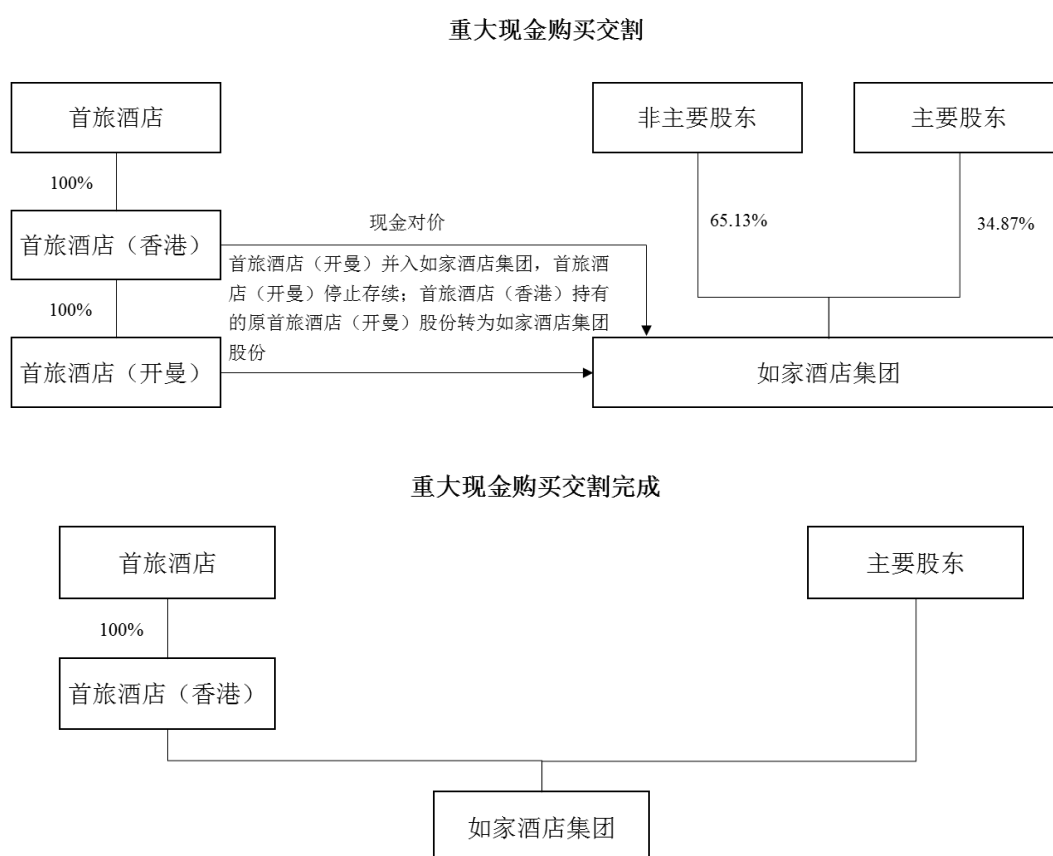 重大现金购买交割
首旅酒店
非主要股东
主要股东
100%
首旅酒店（香港）
现金对价
65.13%
34.87%
首旅酒店（开曼）并入如家酒店集团，首旅酒
店（开曼）停止存续；首旅酒店（香港）持有
的原首旅酒店（开曼）股份转为如家酒店集团
股份
100%
首旅酒店（开曼）
如家酒店集团
重大现金购买交割完成
首旅酒店
主要股东
100%
首旅酒店（香港）
如家酒店集团